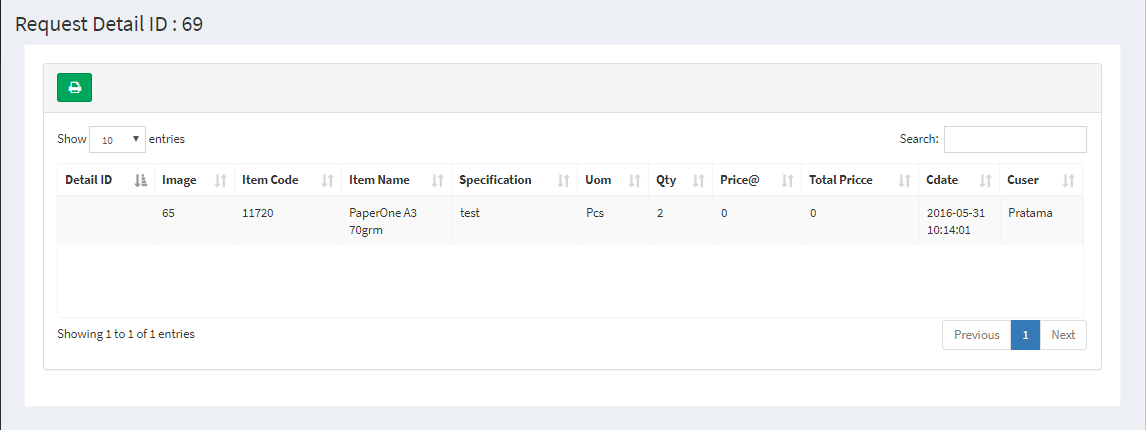 Request Detail ID : 69
Show 10 entries
Search:
Detail ID Image Item Code Item Name Specification Uom Qty Price@ Total Pricce Cdate Cuser
65 11720 PaperOne A3 test Pcs 2 0 0 2016-05-31 Pratama
70grm 10:14:01
Showing 1 to 1 of 1 entries
Previous 1 Next